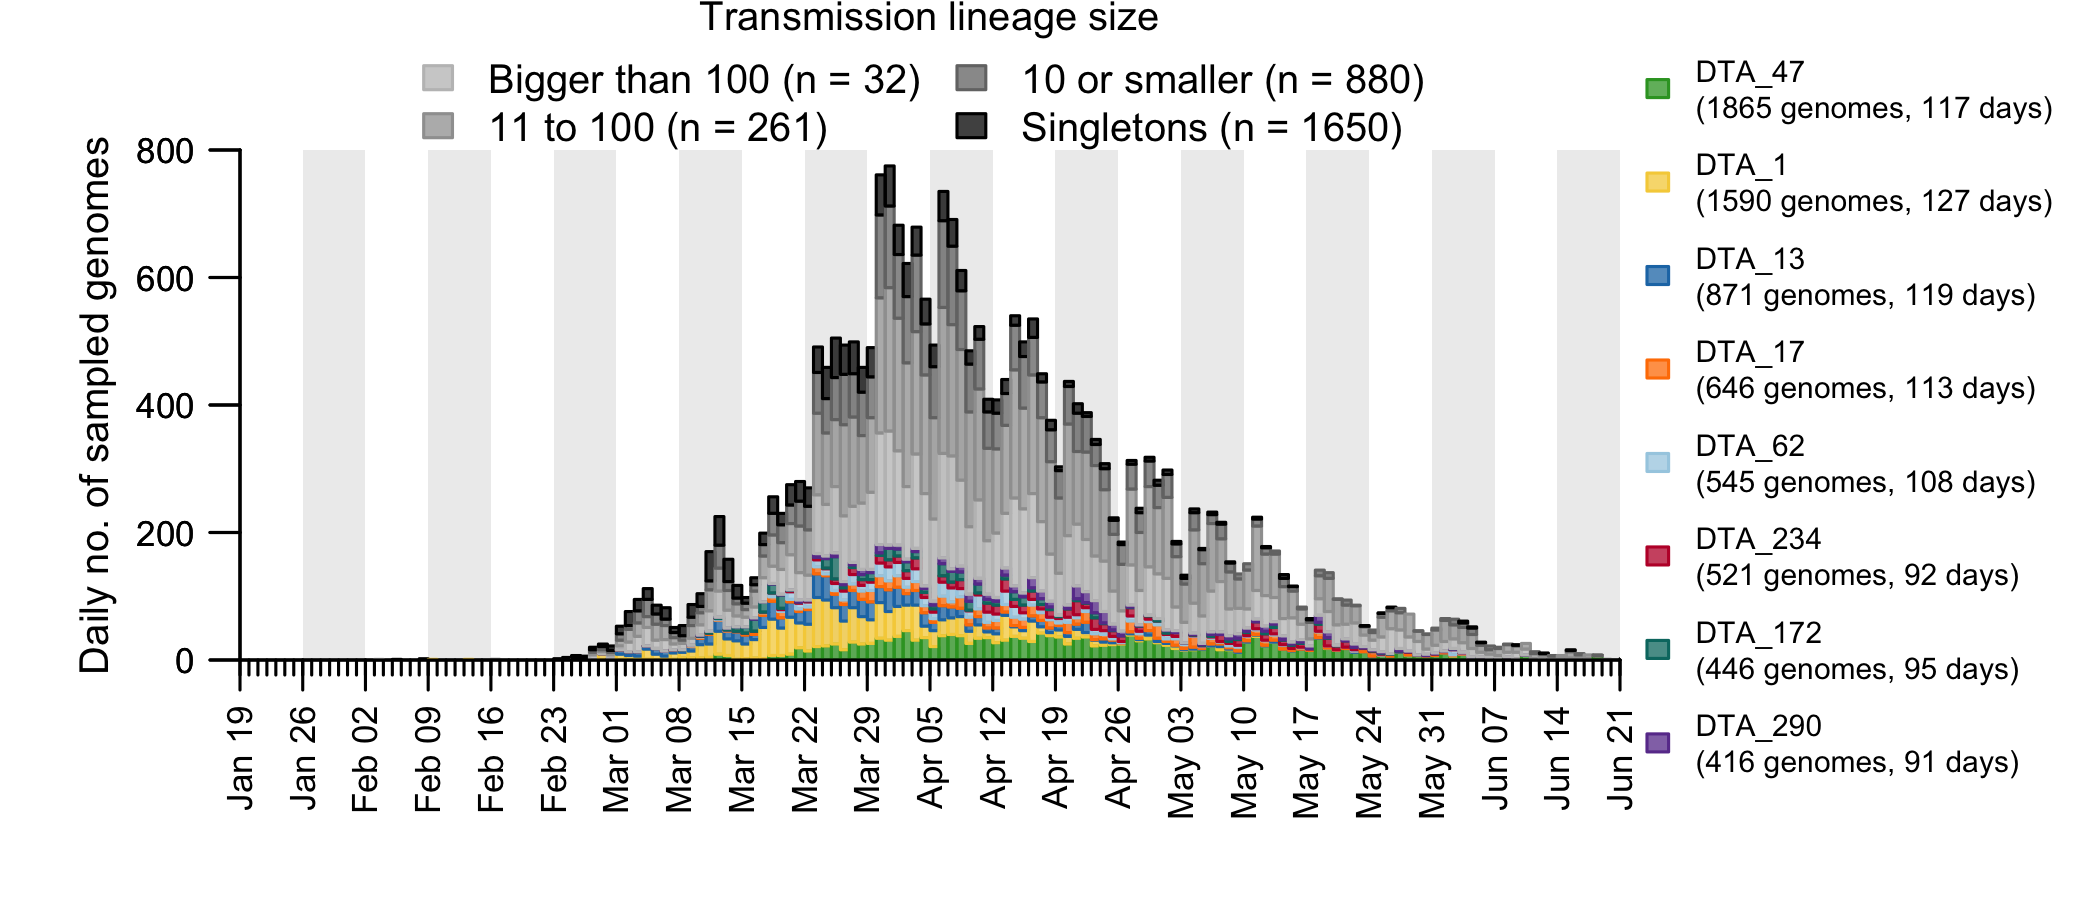 Transmission lineage size
Bigger than 100 (n = 32)
10 or smaller (n = 880)
11 to 100 (n = 261)
Singletons (n = 1650)
Daily no. of sampled genomes
800
600
400
200
0
Jan 19
Jan 26
Feb 02
Feb 09
Feb 16
Feb 23
Mar 01
Mar 08
Mar 15
Mar 22
Mar 29
Apr 05
Apr 12
Apr 19
Apr 26
May 03
May 10
May 17
May 24
May 31
Jun 07
Jun 14
Jun 21
DTA_47
(1865 genomes, 117 days)
DTA_1
(1590 genomes, 127 days)
DTA_13
(871 genomes, 119 days)
DTA_17
(646 genomes, 113 days)
DTA_62
(545 genomes, 108 days)
DTA_234
(521 genomes, 92 days)
DTA_172
(446 genomes, 95 days)
DTA_290
(416 genomes, 91 days)